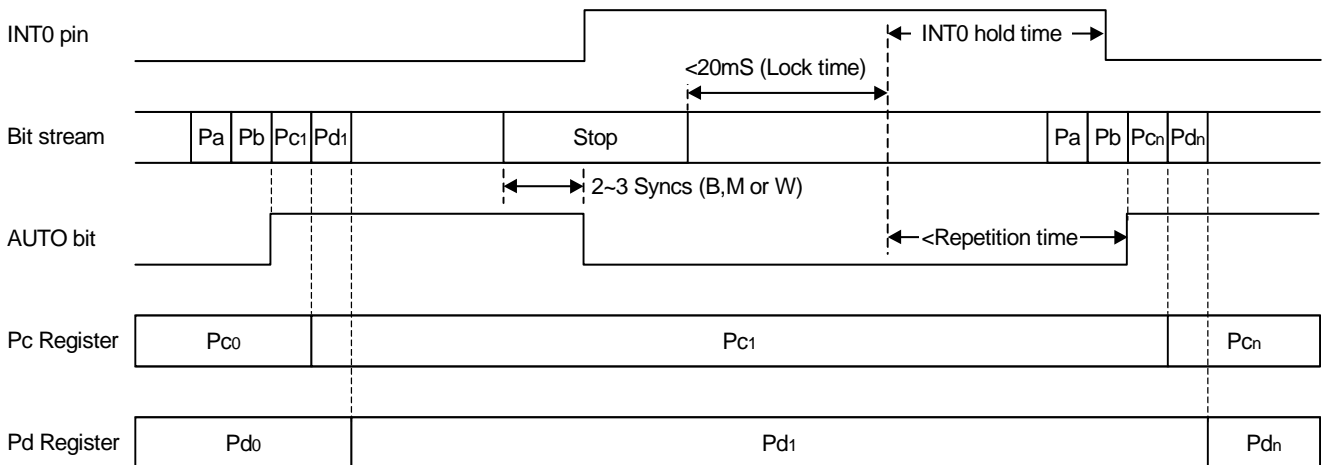 INT0 pin
INT0 hold time
<20mS (Lock time)
Bit stream
Pa Pb Pc1 Pd1 Stop Pa Pb Pcn Pdn
2~3 Syncs (B,M or W)
AUTO bit
<Repetition time
Pc Register
Pc0 Pc1 Pcn
Pd Register
Pd0 Pd1 Pdn